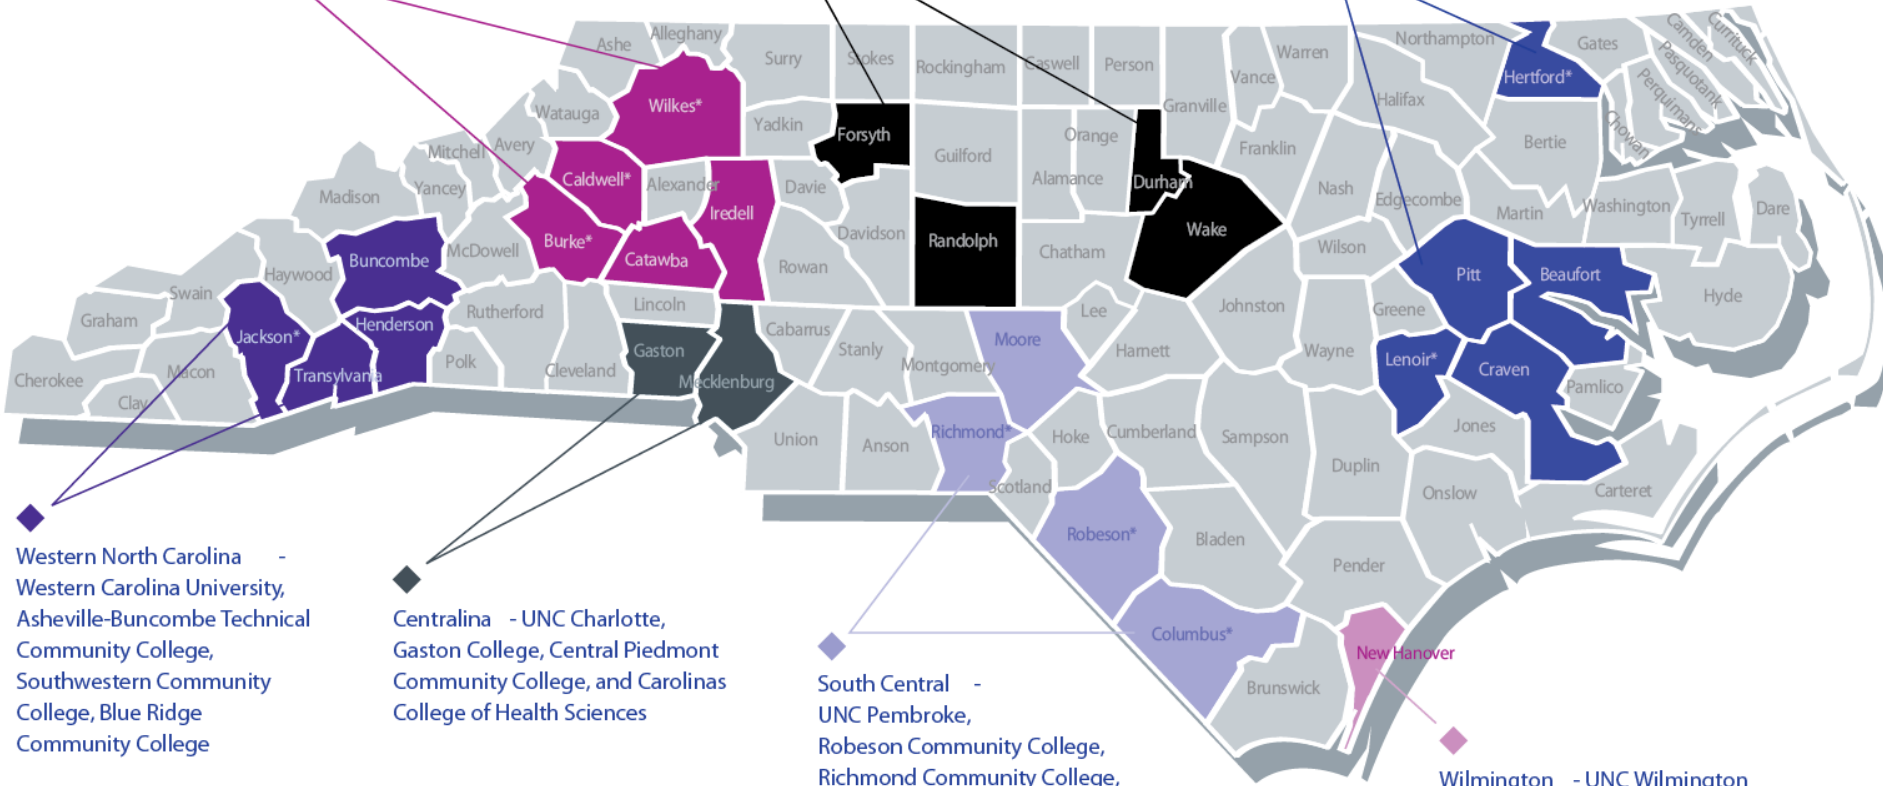 Ashe
Alleghany
Surry
Stokes
Rockingham
Caswell
Person
Granville
Vance
Warren
Northampton
Hertford*
Gates
Camden
Currituck
Pasquotank
Perquimans
Chowan
Halifax
Bertie
Watauga
Wilkes*
Yadkin
Forsyth
Guilford
Orange
Alamance
Durham
Franklin
Nash
Edgecombe
Martin
Washington
Tyrrell
Dare
Mitchell
Avery
Yancey
Madison
Caldwell*
Alexander
Iredell
Davie
Davidson
Randolph
Chatham
Wake
Wilson
Pitt
Beaufort
Hyde
Buncombe
McDowell
Burke*
Catawba
Rowan
Haywood
Swain
Graham
Jackson*
Henderson
Rutherford
Lincoln
Cabarrus
Stanly
Montgomery
Moore
Lee
Harnett
Johnston
Wayne
Greene
Lenoir*
Craven
Pamlico
Cherokee
Clay
Macon
Transylvania
Polk
Cleveland
Gaston
Mecklenburg
Union
Anson
Richmond*
Hoke
Cumberland
Sampson
Duplin
Jones
Onslow
Carteret
Scotland
Robeson*
Bladen
Pender
Columbus*
New Hanover
Brunswick
Western North Carolina -
Western Carolina University,
Asheville-Buncombe Technical
Community College,
Southwestern Community
College, Blue Ridge
Community College
Centralina - UNC Charlotte,
Gaston College, Central Piedmont
Community College, and Carolinas
College of Health Sciences
South Central -
UNC Pembroke,
Robeson Community College,
Richmond Community College,
Wilmington - UNC Wilmington